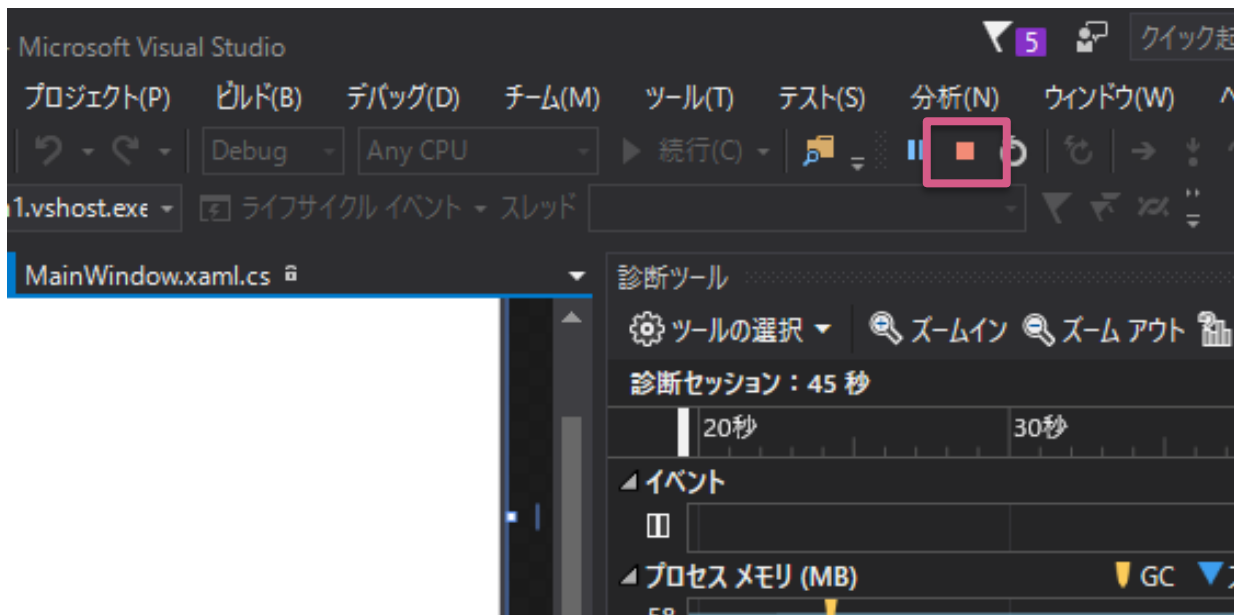 - Microsoft Visual Studio
5
クイック起
プロジェクト(P) ビルド(B) デバッグ(D) チーム(M) ツール(T) テスト(S) 分析(N) ウィンドウ(W) ヘ
Debug Any CPU 続行(C)
1.vshost.exe ライフサイクル イベント スレッド
MainWindow.xaml.cs
診断ツール
ツールの選択 ズームイン ズーム アウト
診断セッション：45 秒
20秒 30秒
イベント
プロセス メモリ (MB) GC
58